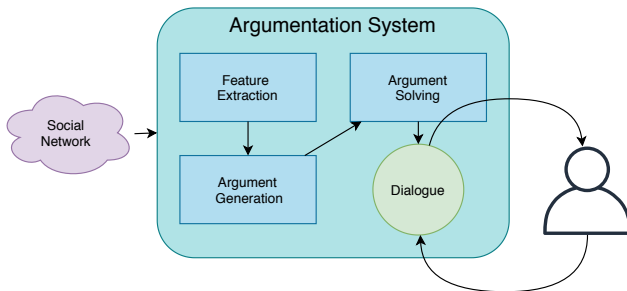 Argumentation System
Feature
Extraction
Argument
Solving
Social
Network
Argument
Generation
Dialogue